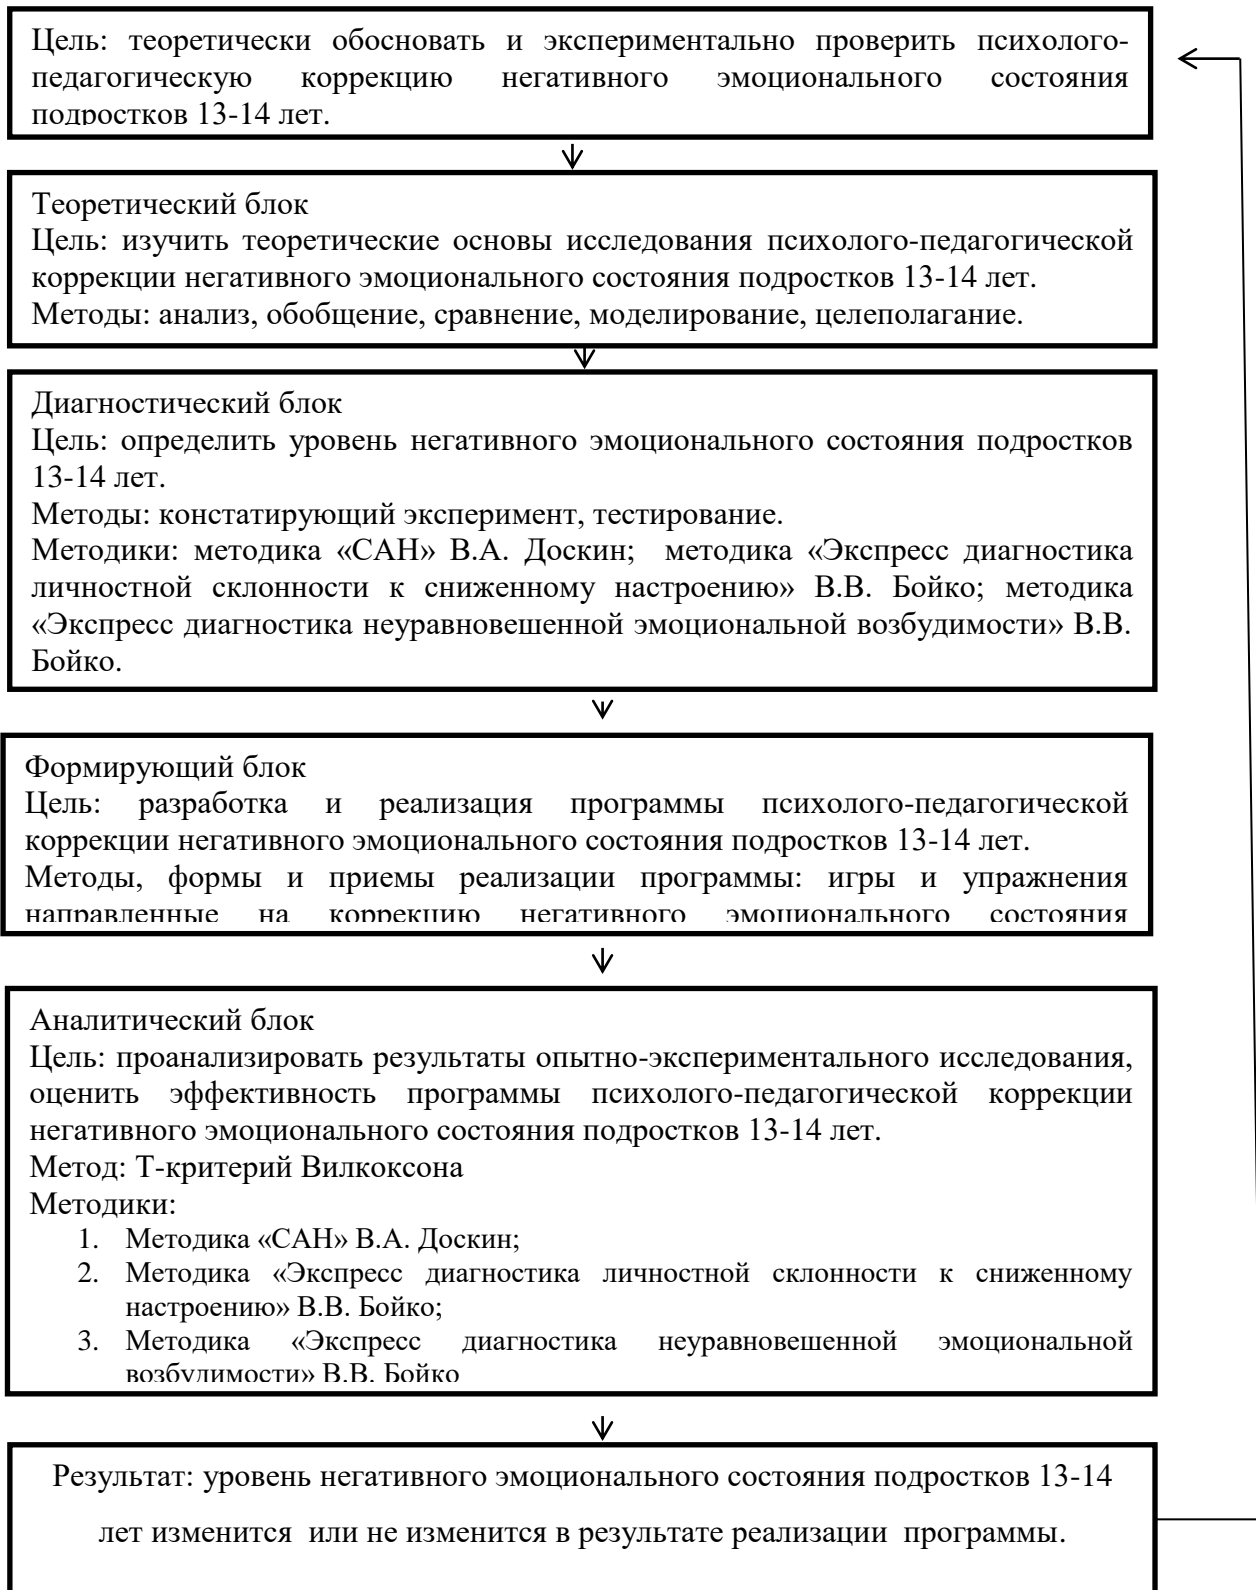 Цель: теоретически обосновать и экспериментально проверить психолого-
педагогическую коррекцию негативного эмоционального состояния
подростков 13-14 лет.
Теоретический блок
Цель: изучить теоретические основы исследования психолого-педагогической
коррекции негативного эмоционального состояния подростков 13-14 лет.
Методы: анализ, обобщение, сравнение, моделирование, целеполагание.
Диагностический блок
Цель: определить уровень негативного эмоционального состояния подростков
13-14 лет.
Методы: констатирующий эксперимент, тестирование.
Методики: методика «САН» В.А. Доскин; методика «Экспресс диагностика
личностной склонности к сниженному настроению» В.В. Бойко; методика
«Экспресс диагностика неуравновешенной эмоциональной возбудимости» В.В.
Бойко.
Формирующий блок
Цель: разработка и реализация программы психолого-педагогической
коррекции негативного эмоционального состояния подростков 13-14 лет.
Методы, формы и приемы реализации программы: игры и упражнения
направленные на коррекцию негативного эмоционального состояния
Аналитический блок
Цель: проанализировать результаты опытно-экспериментального исследования,
оценить эффективность программы психолого-педагогической коррекции
негативного эмоционального состояния подростков 13-14 лет.
Метод: Т-критерий Вилкоксона
Методики:
1. Методика «САН» В.А. Доскин;
2. Методика «Экспресс диагностика личностной склонности к сниженному
настроению» В.В. Бойко;
3. Методика «Экспресс диагностика неуравновешенной эмоциональной
возбудимости» В.В. Бойко
Результат: уровень негативного эмоционального состояния подростков 13-14
лет изменится или не изменится в результате реализации программы.